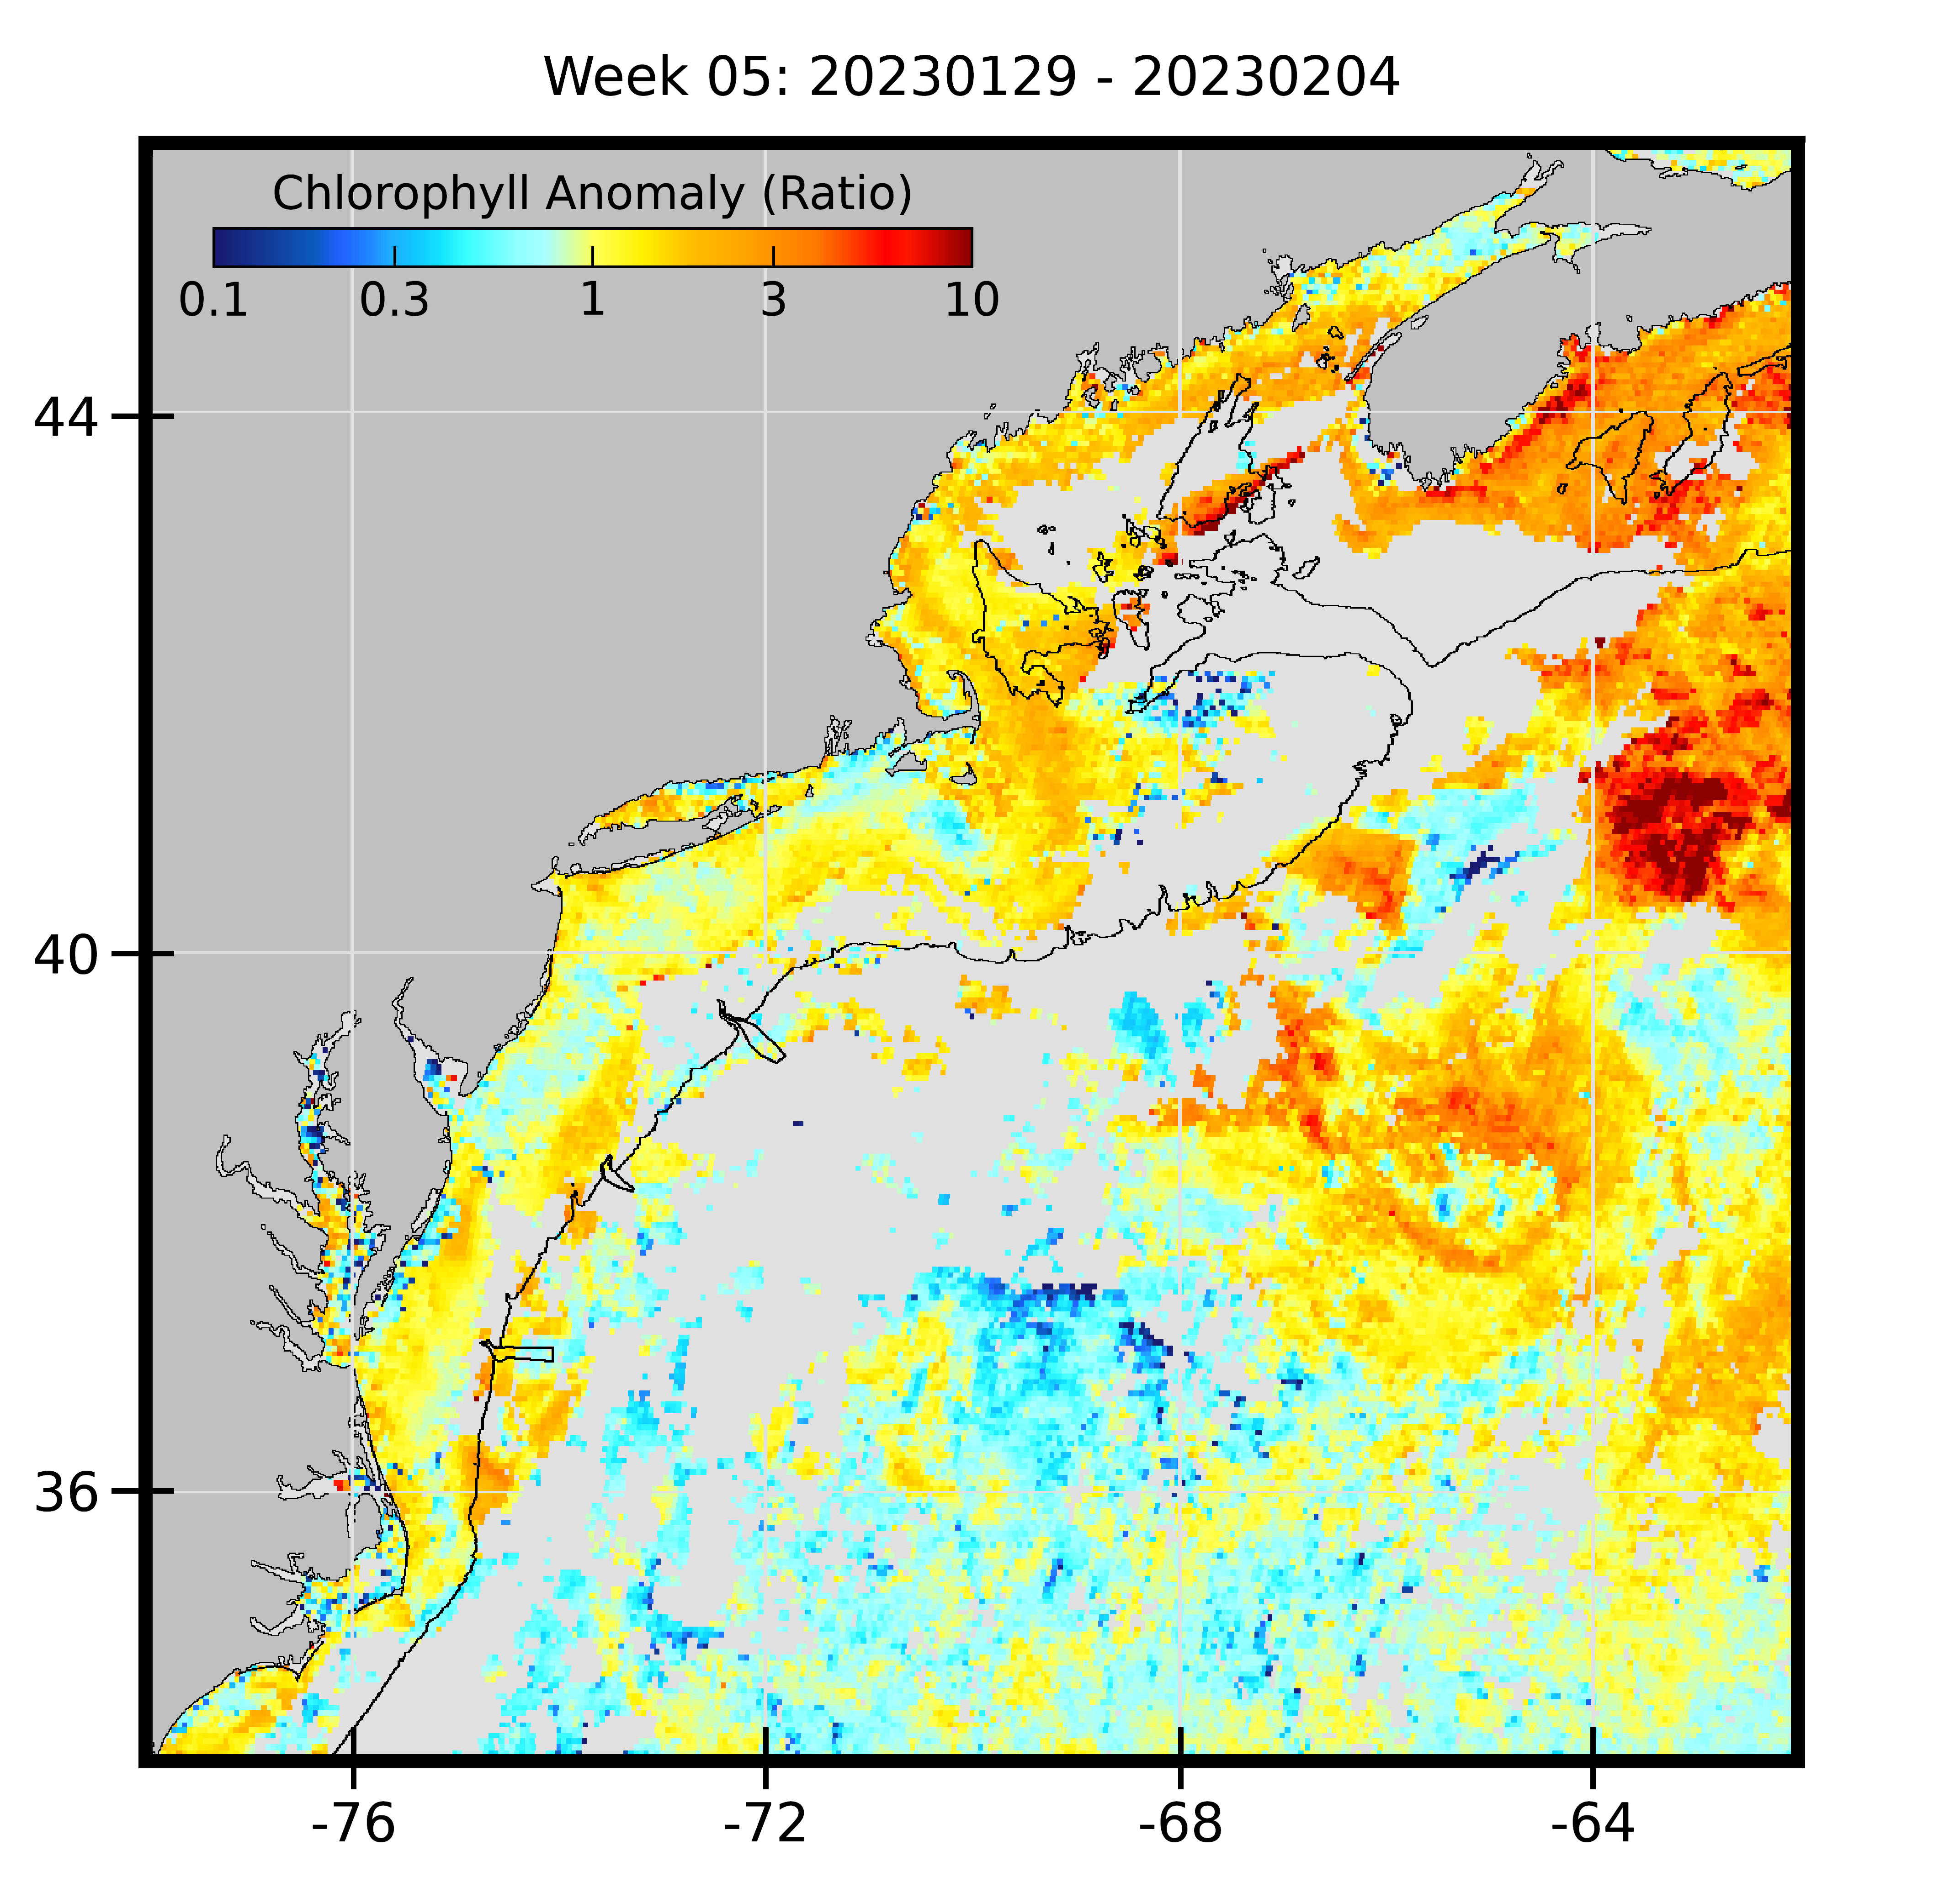 Week 05: 20230129 - 20230204
Chlorophyll Anomaly (Ratio)
0.1 0.3 1 3 10
44
40
36
-76 -72 -68 -64